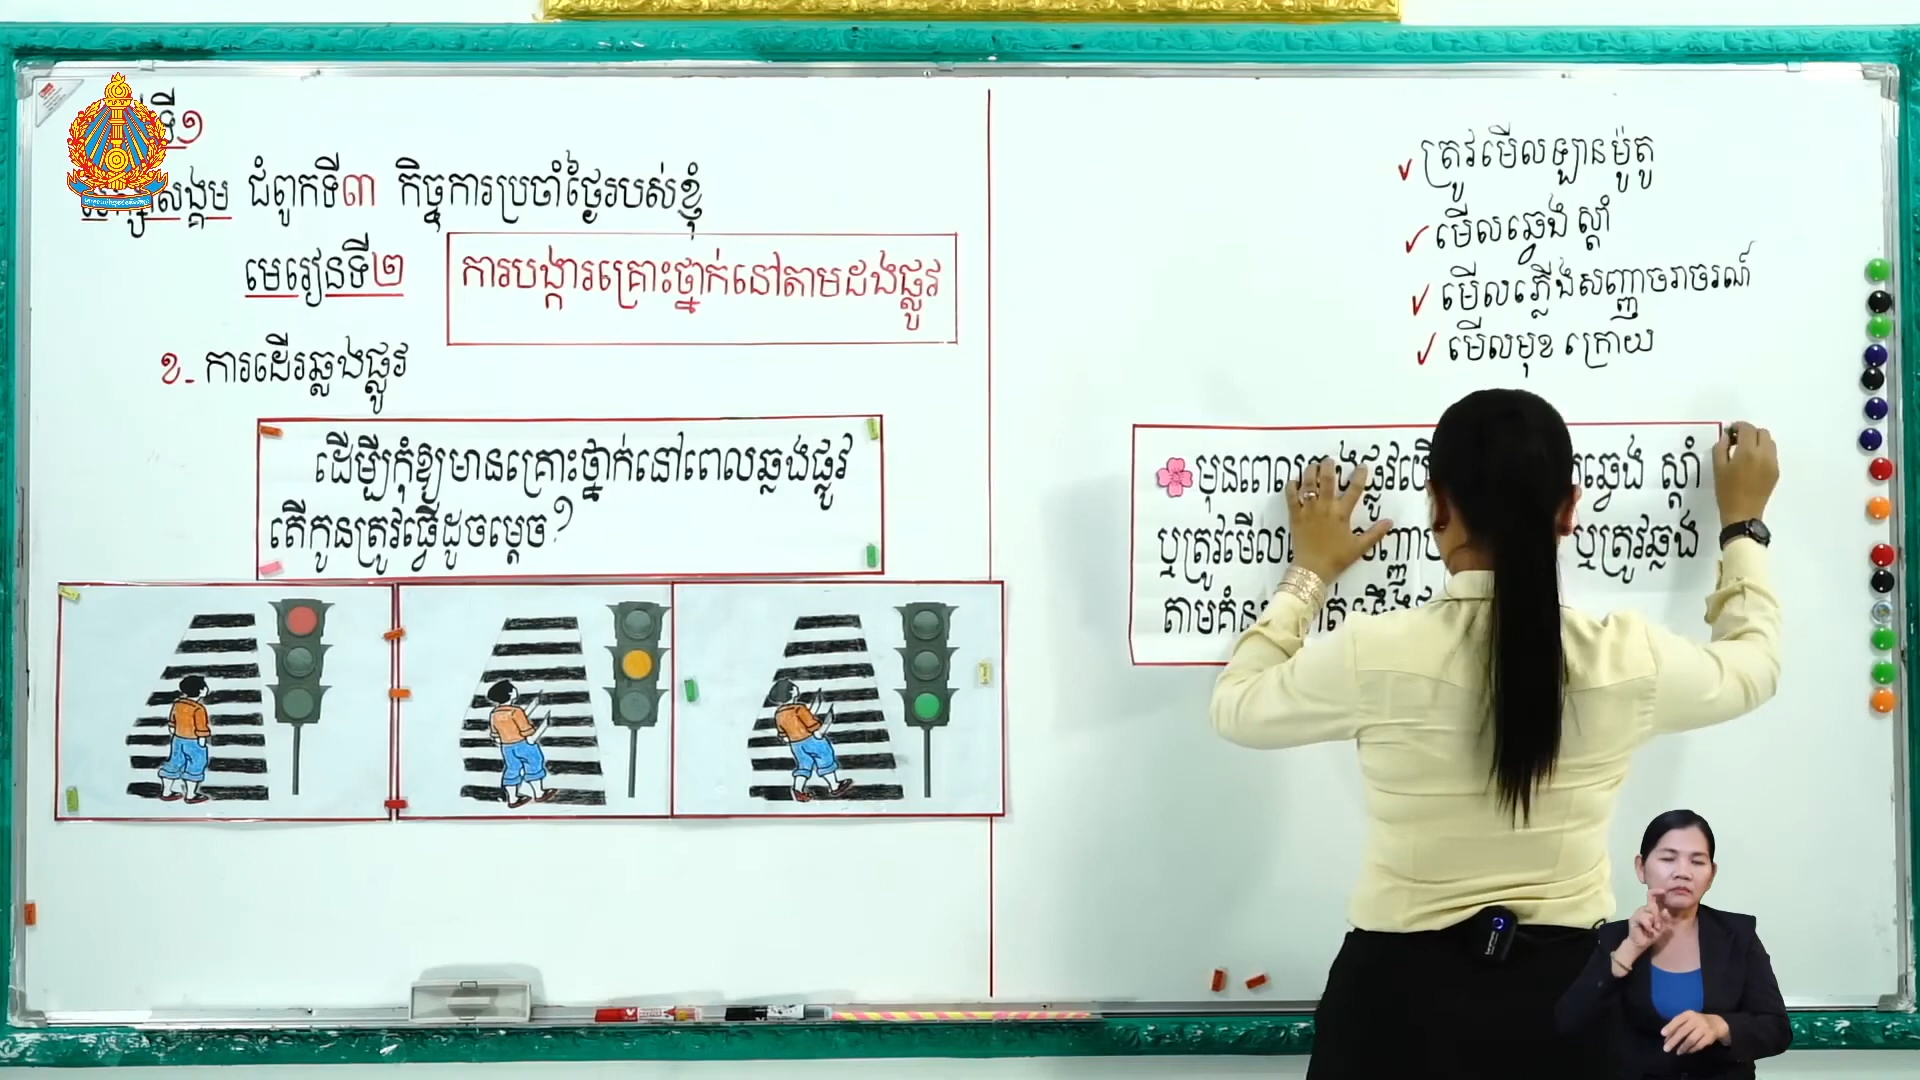 ទី១
សង្គម ជំពូកទី៣ កិច្ចការប្រចាំថ្ងៃរបស់ខ្ញុំ
មេរៀនទី២ ការបង្ការគ្រោះថ្នាក់នៅតាមដងផ្លូវ
ខ- ការដើរឆ្លងផ្លូវ
ដើម្បីកុំឱ្យមានគ្រោះថ្នាក់នៅពេលឆ្លងផ្លូវ
តើកូនត្រូវធ្វើដូចម្ដេច?
ត្រូវមើលឡានម៉ូតូ
មើលឆ្វេង ស្ដាំ
មើលភ្លើងសញ្ញាចរាចរណ៍
មើលមុខ ក្រោយ
មុនពេលឆ្លងផ្លូវយើ ឆ្វេង ស្ដាំ
ឬត្រូវមើល ឬត្រូវឆ្លង
តាម